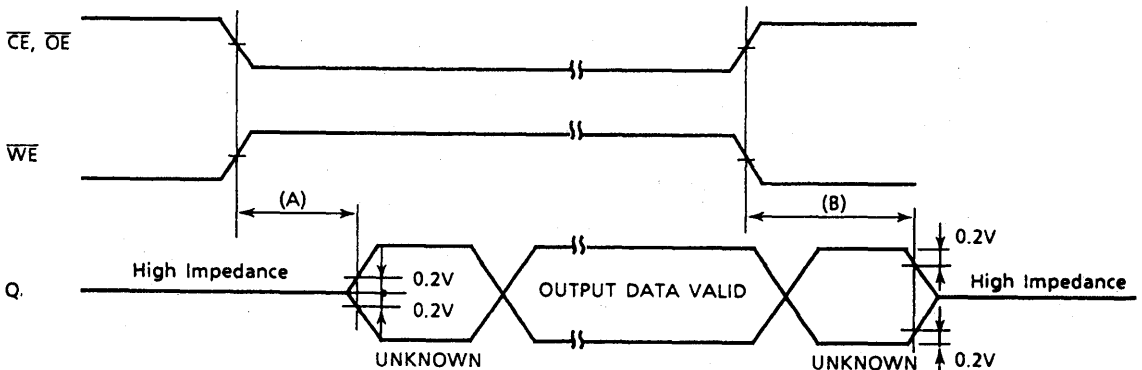 CE, OE
WE
(A)
(B)
0.2V
High Impedance
0.2V
High Impedance
Q.
0.2V
OUTPUT DATA VALID
UNKNOWN
UNKNOWN
0.2V